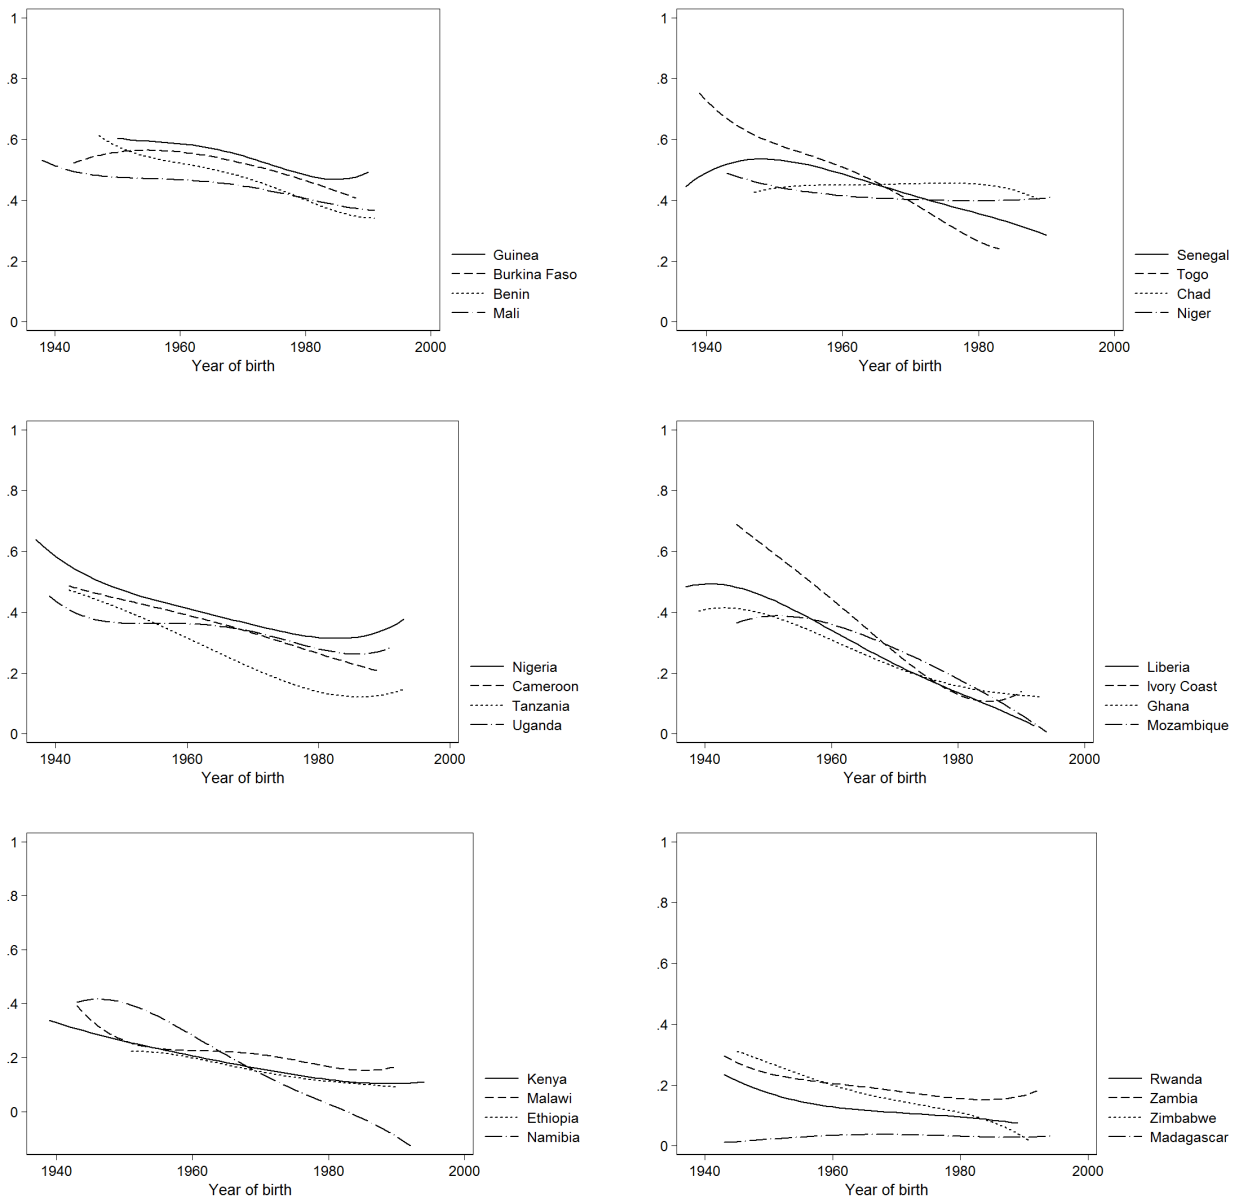 1
.8
.6
.4
.2
0
1940 1960 1980 2000
Year of birth
Guinea
Burkina Faso
Benin
Mali
1
.8
.6
.4
.2
0
1940 1960 1980 2000
Year of birth
Senegal
Togo
Chad
Niger
1
.8
.6
.4
.2
0
1940 1960 1980 2000
Year of birth
Nigeria
Cameroon
Tanzania
Uganda
1
.8
.6
.4
.2
0
1940 1960 1980 2000
Year of birth
Liberia
Ivory Coast
Ghana
Mozambique
1
.8
.6
.4
.2
0
1940 1960 1980 2000
Year of birth
Kenya
Malawi
Ethiopia
Namibia
1
.8
.6
.4
.2
0
1940 1960 1980 2000
Year of birth
Rwanda
Zambia
Zimbabwe
Madagascar